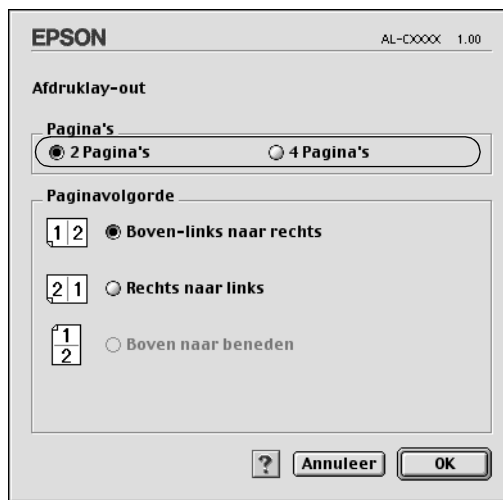 EPSON AL-CXXXX 1.00
Afdruklay-out
Pagina's
2 Pagina's 4 Pagina's
Paginavolgorde
1 2 Boven-links naar rechts
2 1 Rechts naar links
1
2 Boven naar beneden
? Annuleer OK